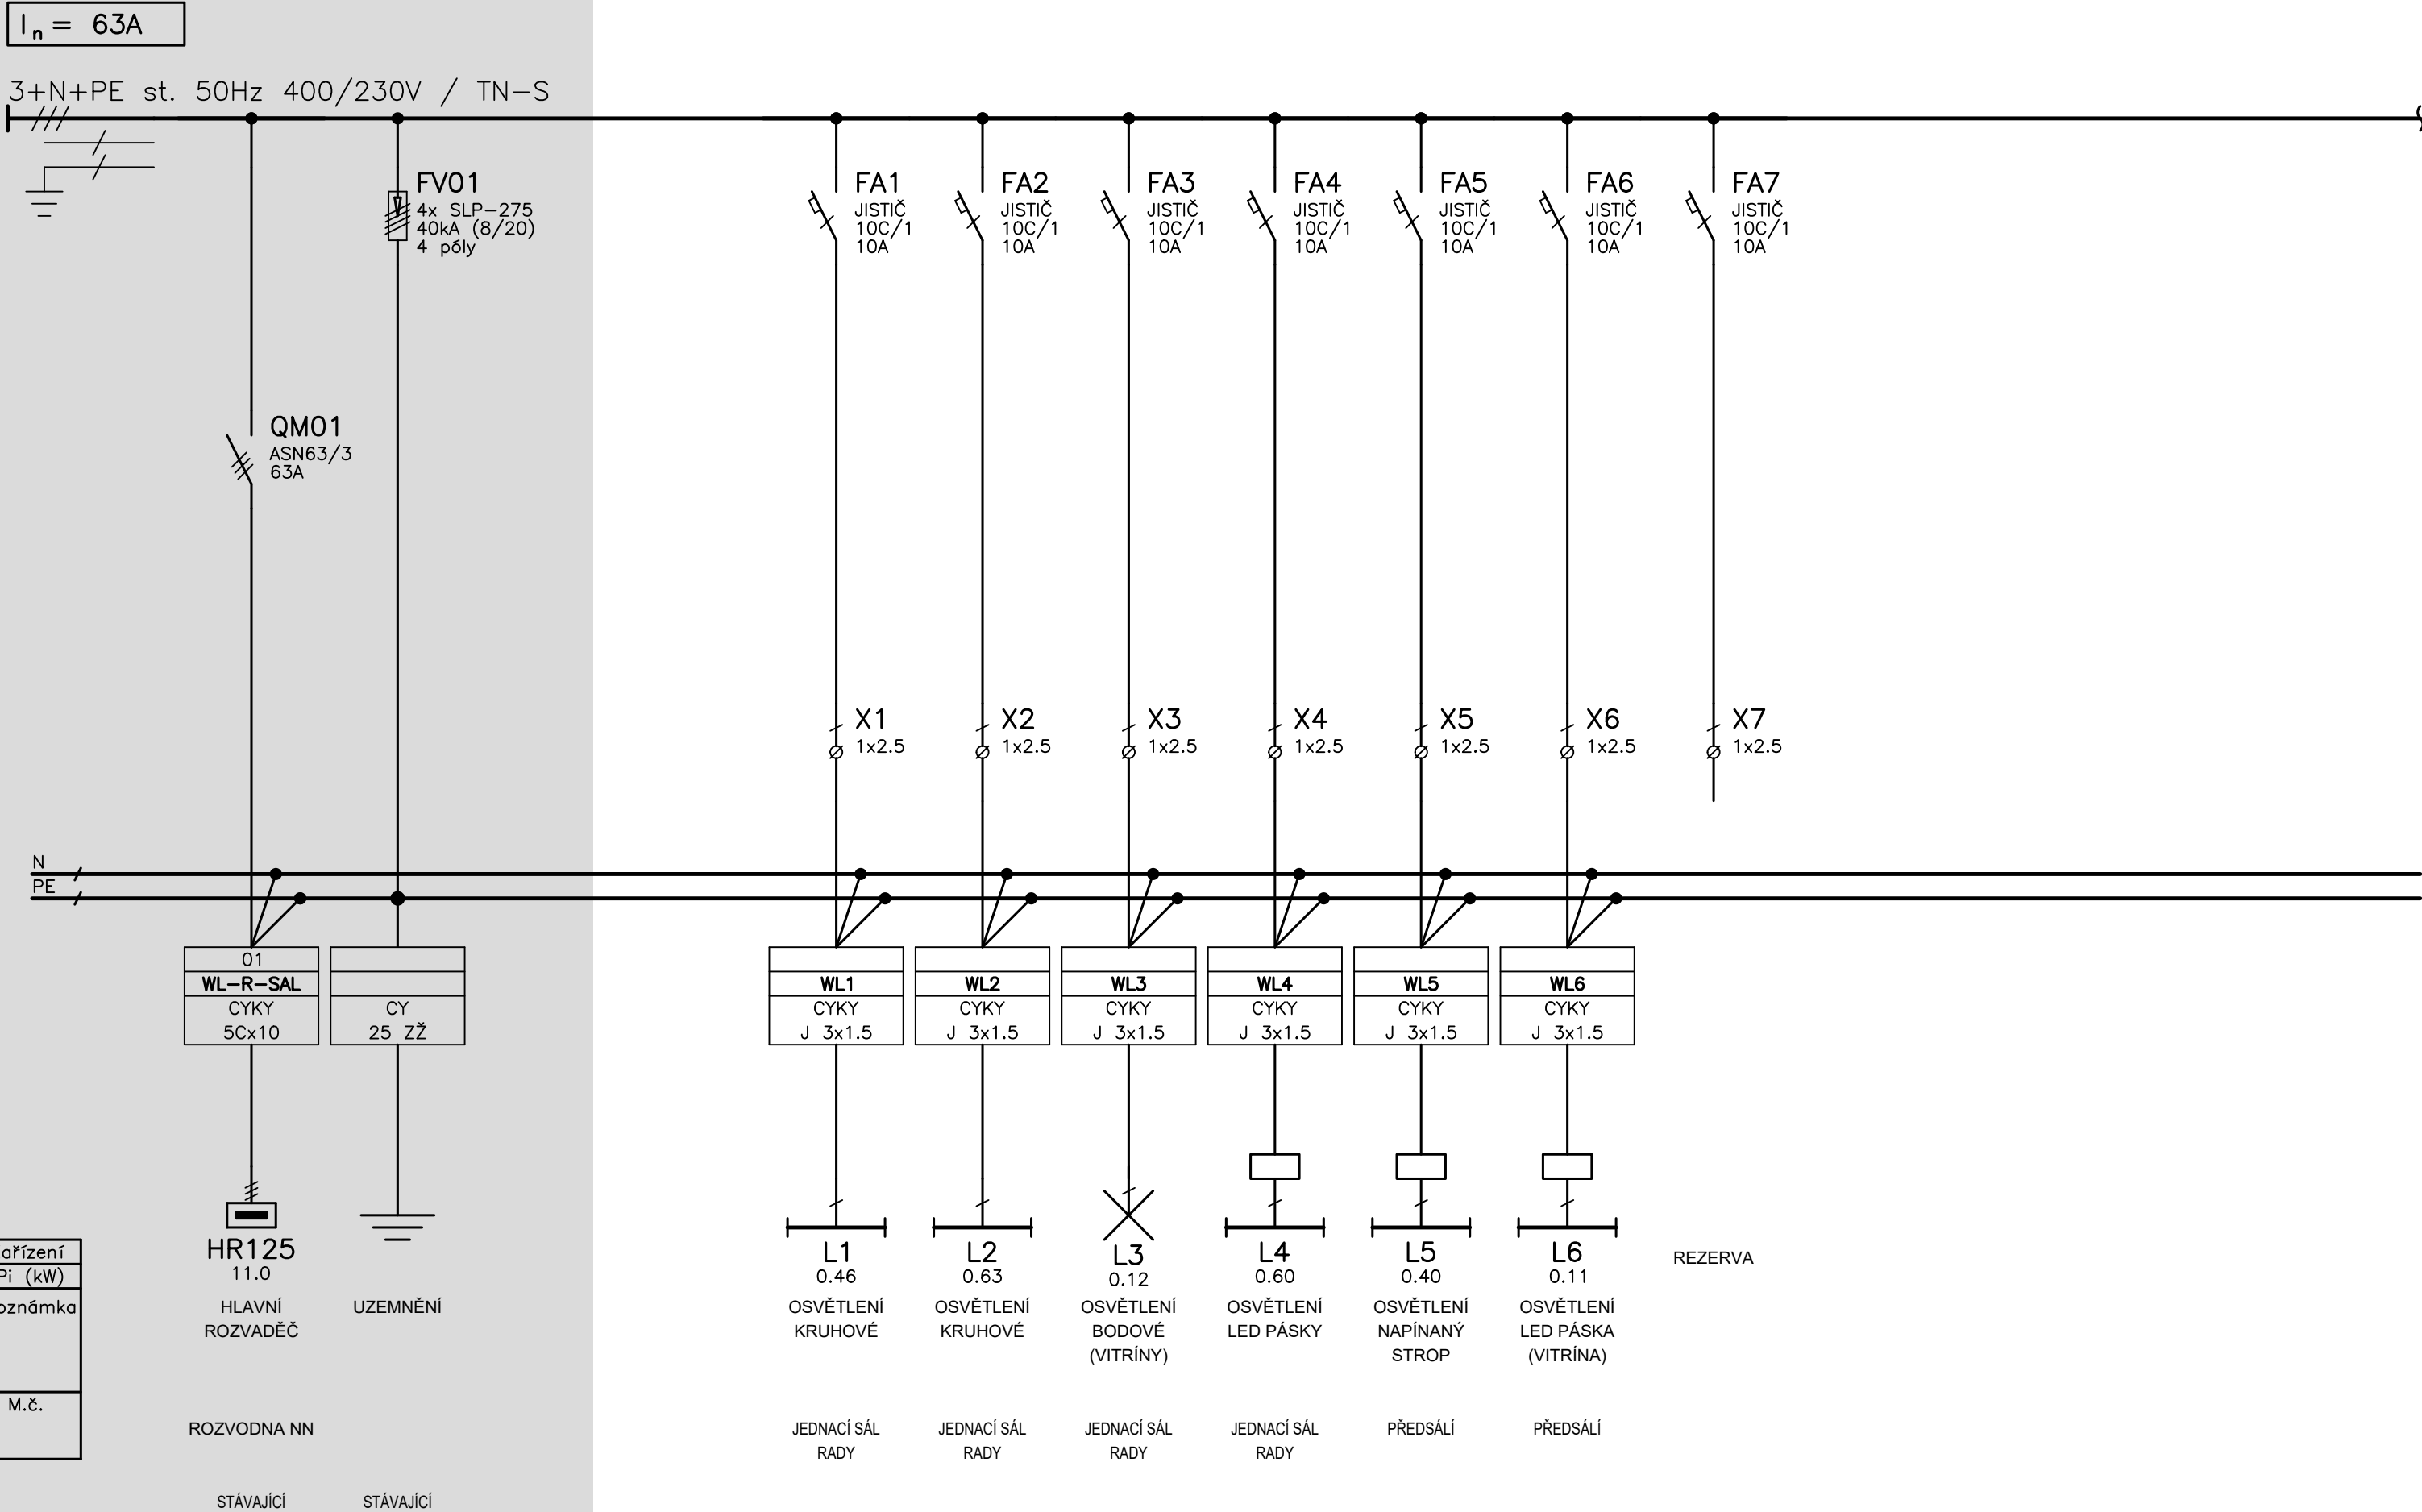 In = 63A
3+N+PE st. 50Hz 400/230V / TN-S
FV01
4x SLP-275
40kA (8/20)
4 póly
FA1
JISTIČ
10C/1
10A
FA2
JISTIČ
10C/1
10A
FA3
JISTIČ
10C/1
10A
FA4
JISTIČ
10C/1
10A
FA5
JISTIČ
10C/1
10A
FA6
JISTIČ
10C/1
10A
FA7
JISTIČ
10C/1
10A
QM01
ASN63/3
63A
X1
1x2.5
X2
1x2.5
X3
1x2.5
X4
1x2.5
X5
1x2.5
X6
1x2.5
X7
1x2.5
N
PE
01
WL-R-SAL
CYKY
5Cx10
CY
25 ZŽ
WL1
CYKY
J 3x1.5
WL2
CYKY
J 3x1.5
WL3
CYKY
J 3x1.5
WL4
CYKY
J 3x1.5
WL5
CYKY
J 3x1.5
WL6
CYKY
J 3x1.5
ařízení
Pi (kW)
oznámka
M.č.
HR125
11.0
HLAVNÍ
ROZVADĚČ
ROZVODNA NN
STÁVAJÍCÍ
UZEMNĚNÍ
STÁVAJÍCÍ
L1
0.46
OSVĚTLENÍ
KRUHOVÉ
JEDNACÍ SÁL
RADY
L2
0.63
OSVĚTLENÍ
KRUHOVÉ
JEDNACÍ SÁL
RADY
L3
0.12
OSVĚTLENÍ
BODOVÉ
(VITRÍNY)
JEDNACÍ SÁL
RADY
L4
0.60
OSVĚTLENÍ
LED PÁSKY
JEDNACÍ SÁL
RADY
L5
0.40
OSVĚTLENÍ
NAPÍNANÝ
STROP
PŘEDSÁLÍ
L6
0.11
OSVĚTLENÍ
LED PÁSKA
(VITRÍNA)
PŘEDSÁLÍ
REZERVA